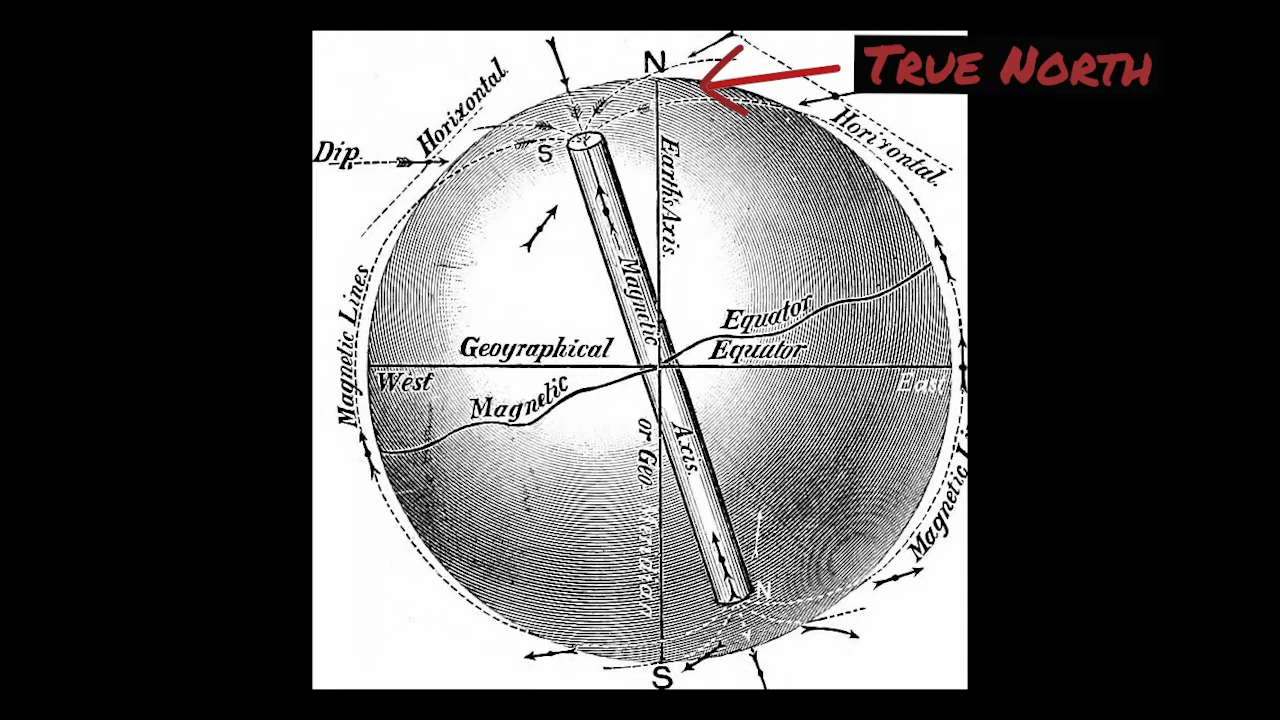 TRUE NORTH
N
Horizontal.
Horizontal.
Dip.
S
Earth's Axis.
Magnetic
Magnetic Lines
Equator
Geographical
Equator
West
East
Magnetic
or Geo
Axis.
Meridian
Magnetic
N
S